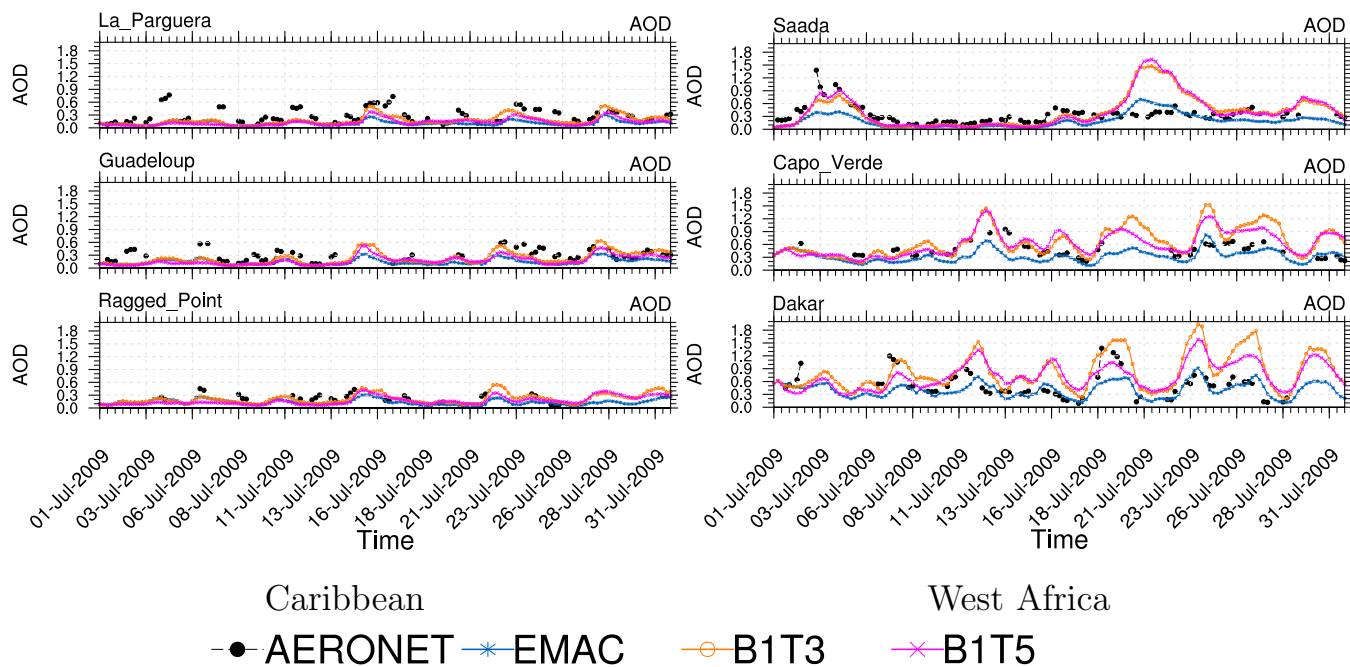 La_Parguera AOD
AOD
1.8
1.5
1.2
0.9
0.6
0.3
0.0
Guadeloup AOD
AOD
1.8
1.5
1.2
0.9
0.6
0.3
0.0
Ragged_Point AOD
AOD
1.8
1.5
1.2
0.9
0.6
0.3
0.0
01-Jul-2009 03-Jul-2009 06-Jul-2009 08-Jul-2009 11-Jul-2009 13-Jul-2009 16-Jul-2009 18-Jul-2009 21-Jul-2009 23-Jul-2009 26-Jul-2009 28-Jul-2009 31-Jul-2009
Time
Caribbean
Saada AOD
AOD
1.8
1.5
1.2
0.9
0.6
0.3
0.0
Capo_Verde AOD
AOD
1.8
1.5
1.2
0.9
0.6
0.3
0.0
Dakar AOD
AOD
1.8
1.5
1.2
0.9
0.6
0.3
0.0
01-Jul-2009 03-Jul-2009 06-Jul-2009 08-Jul-2009 11-Jul-2009 13-Jul-2009 16-Jul-2009 18-Jul-2009 21-Jul-2009 23-Jul-2009 26-Jul-2009 28-Jul-2009 31-Jul-2009
Time
West Africa
AERONET EMAC B1T3 B1T5